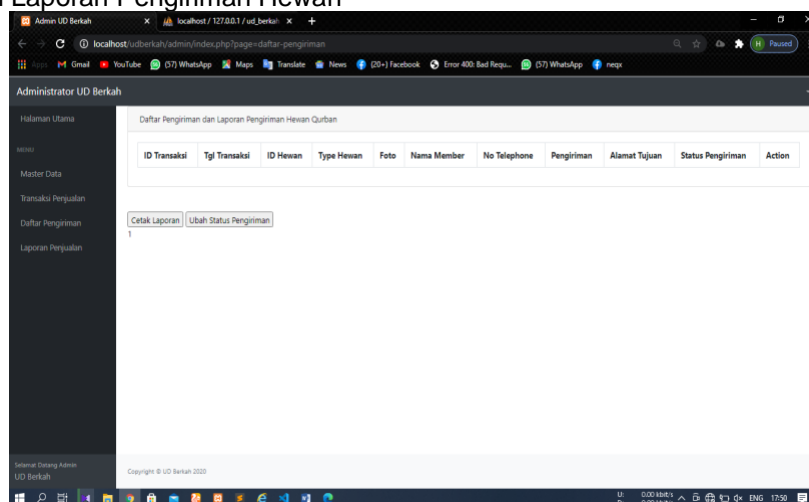 Laporan Pengiriman Hewan
Admin UD Berkah
localhost / 127.0.0.1 / ud_berkah
localhost/udberkah/admin/index.php?page=daftar-pengiriman
Paused
Apps Gmail YouTube (57) WhatsApp Maps Translate News (20+) Facebook Error 400: Bad Requ... (57) WhatsApp neqx
Administrator UD Berkah
Halaman Utama
MENU
Master Data
Transaksi Penjualan
Daftar Pengiriman
Laporan Penjualan
Daftar Pengiriman dan Laporan Pengiriman Hewan Qurban
ID Transaksi Tgl Transaksi ID Hewan Type Hewan Foto Nama Member No Telephone Pengiriman Alamat Tujuan Status Pengiriman Action
Cetak Laporan Ubah Status Pengiriman
1
Selamat Datang Admin
UD Berkah
Copyright © UD Berkah 2020
U: 0.00 kbit/s
ENG 17:50